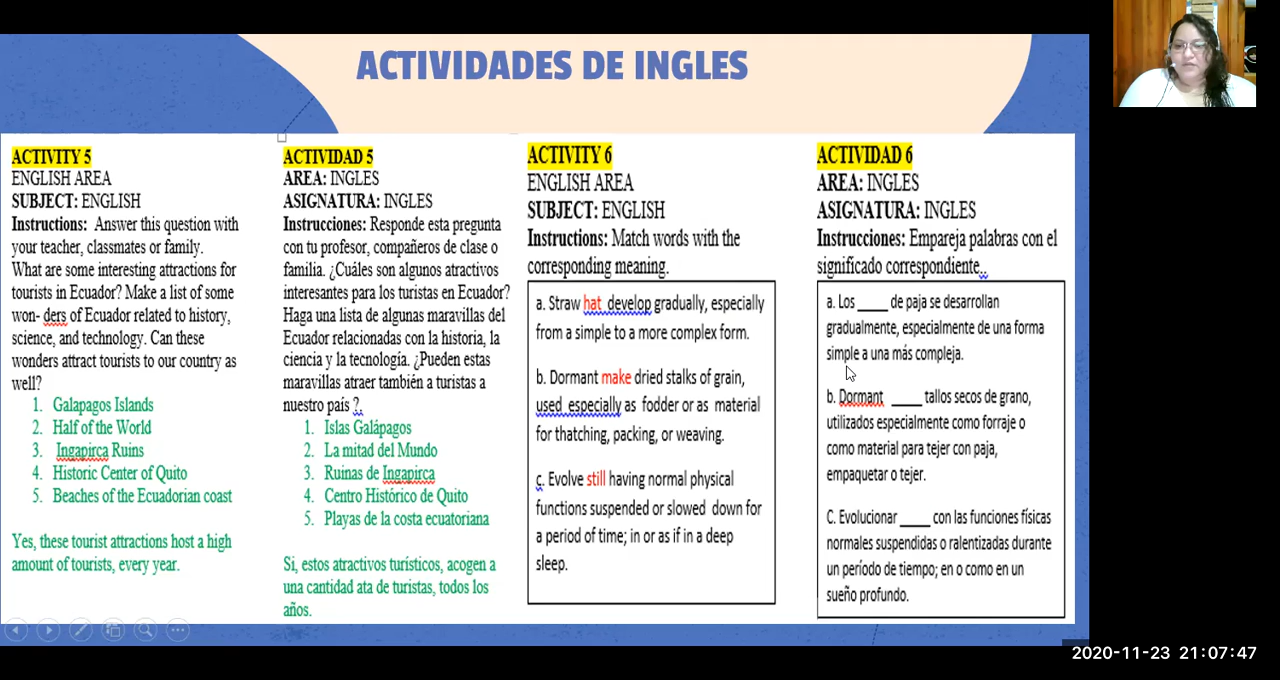 ACTIVIDADES DE INGLES
ACTIVITY 5
ENGLISH AREA
SUBJECT: ENGLISH
Instructions: Answer this question with
your teacher, classmates or family.
What are some interesting attractions for
tourists in Ecuador? Make a list of some
won- ders of Ecuador related to history,
science, and technology. Can these
wonders attract tourists to our country as
well?
1. Galapagos Islands
2. Half of the World
3. Ingapirca Ruins
4. Historic Center of Quito
5. Beaches of the Ecuadorian coast
Yes, these tourist attractions host a high
amount of tourists, every year.
ACTIVIDAD 5
AREA: INGLES
ASIGNATURA: INGLES
Instrucciones: Responde esta pregunta
con tu profesor, compañeros de clase o
familia. ¿Cuáles son algunos atractivos
interesantes para los turistas en Ecuador?
Haga una lista de algunas maravillas del
Ecuador relacionadas con la historia, la
ciencia y la tecnología. ¿Pueden estas
maravillas atraer también a turistas a
nuestro país ?.
1. Islas Galápagos
2. La mitad del Mundo
3. Ruinas de Ingapirca
4. Centro Histórico de Quito
5. Playas de la costa ecuatoriana
Si, estos atractivos turísticos, acogen a
una cantidad ata de turistas, todos los
años.
ACTIVITY 6
ENGLISH AREA
SUBJECT: ENGLISH
Instructions: Match words with the
corresponding meaning.
a. Straw hat develop gradually, especially
from a simple to a more complex form.
b. Dormant make dried stalks of grain,
used especially as fodder or as material
for thatching, packing, or weaving.
c. Evolve still having normal physical
functions suspended or slowed down for
a period of time; in or as if in a deep
sleep.
ACTIVIDAD 6
AREA: INGLES
ASIGNATURA: INGLES
Instrucciones: Empareja palabras con el
significado correspondiente..
a. Los _____ de paja se desarrollan
gradualmente, especialmente de una forma
simple a una más compleja.
b. Dormant _____ tallos secos de grano,
utilizados especialmente como forraje o
como material para tejer con paja,
empaquetar o tejer.
C. Evolucionar _____ con las funciones físicas
normales suspendidas o ralentizadas durante
un período de tiempo; en o como en un
sueño profundo.
2020-11-23 21:07:47